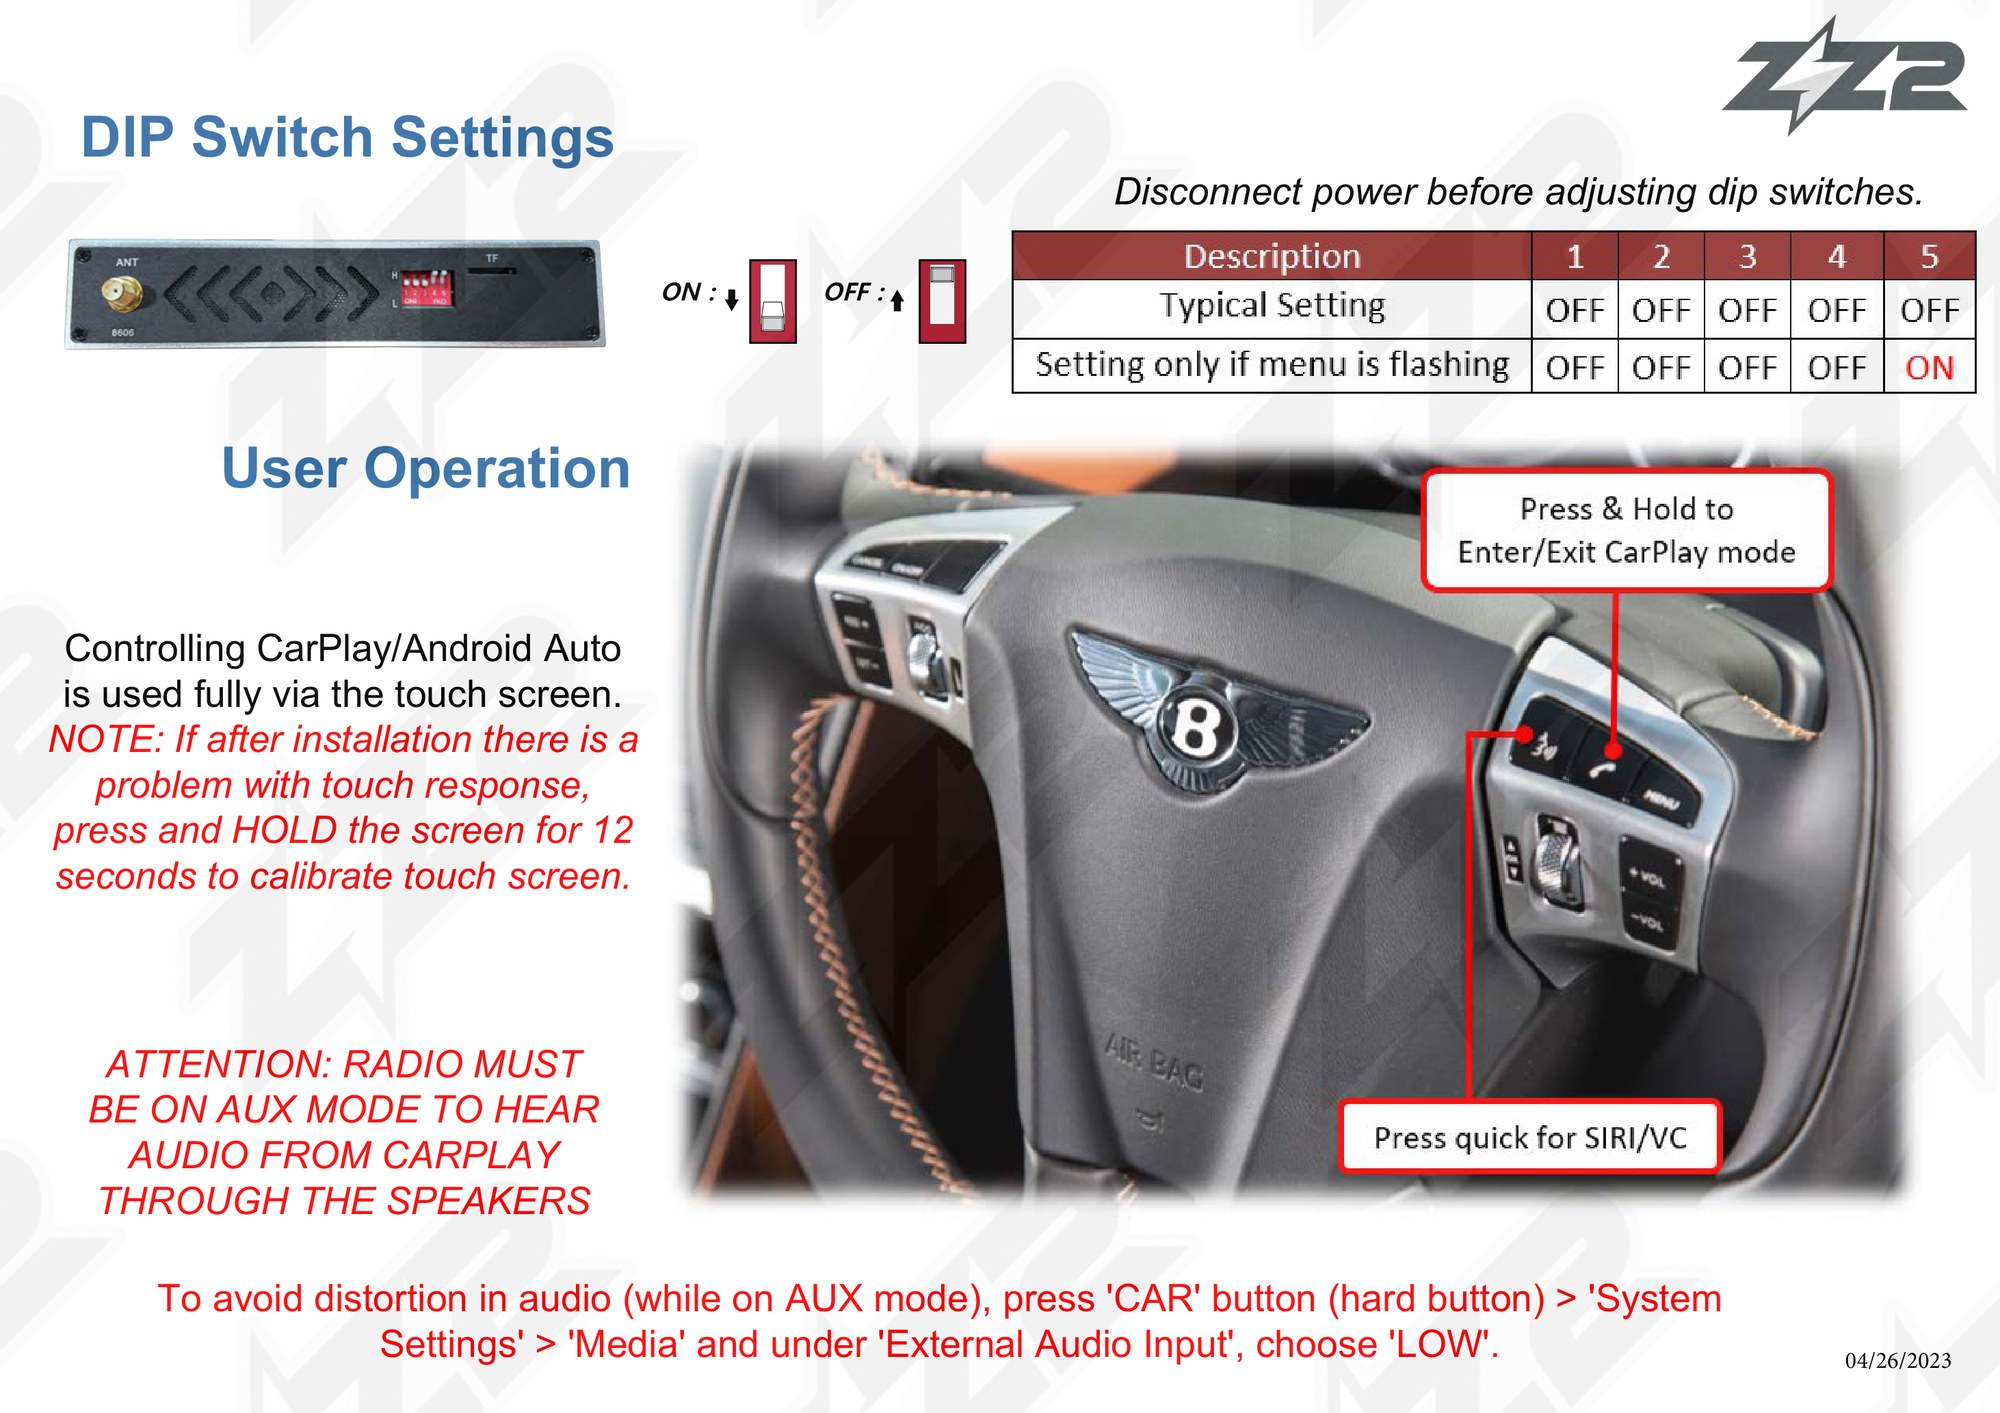 ZZ2
DIP Switch Settings
Disconnect power before adjusting dip switches.
ANT
8606
H
L
TF
ON :
OFF :
Description 1 2 3 4 5
Typical Setting OFF OFF OFF OFF OFF
Setting only if menu is flashing OFF OFF OFF OFF ON
User Operation
Press & Hold to
Enter/Exit CarPlay mode
Controlling CarPlay/Android Auto
is used fully via the touch screen.
NOTE: If after installation there is a
problem with touch response,
press and HOLD the screen for 12
seconds to calibrate touch screen.
CANCEL ON/OFF
B
MENU
+ VOL
-VOL
AIR BAG
Press quick for SIRI/VC
ATTENTION: RADIO MUST
BE ON AUX MODE TO HEAR
AUDIO FROM CARPLAY
THROUGH THE SPEAKERS
To avoid distortion in audio (while on AUX mode), press 'CAR' button (hard button) > 'System
Settings' > 'Media' and under 'External Audio Input', choose 'LOW'.
04/26/2023